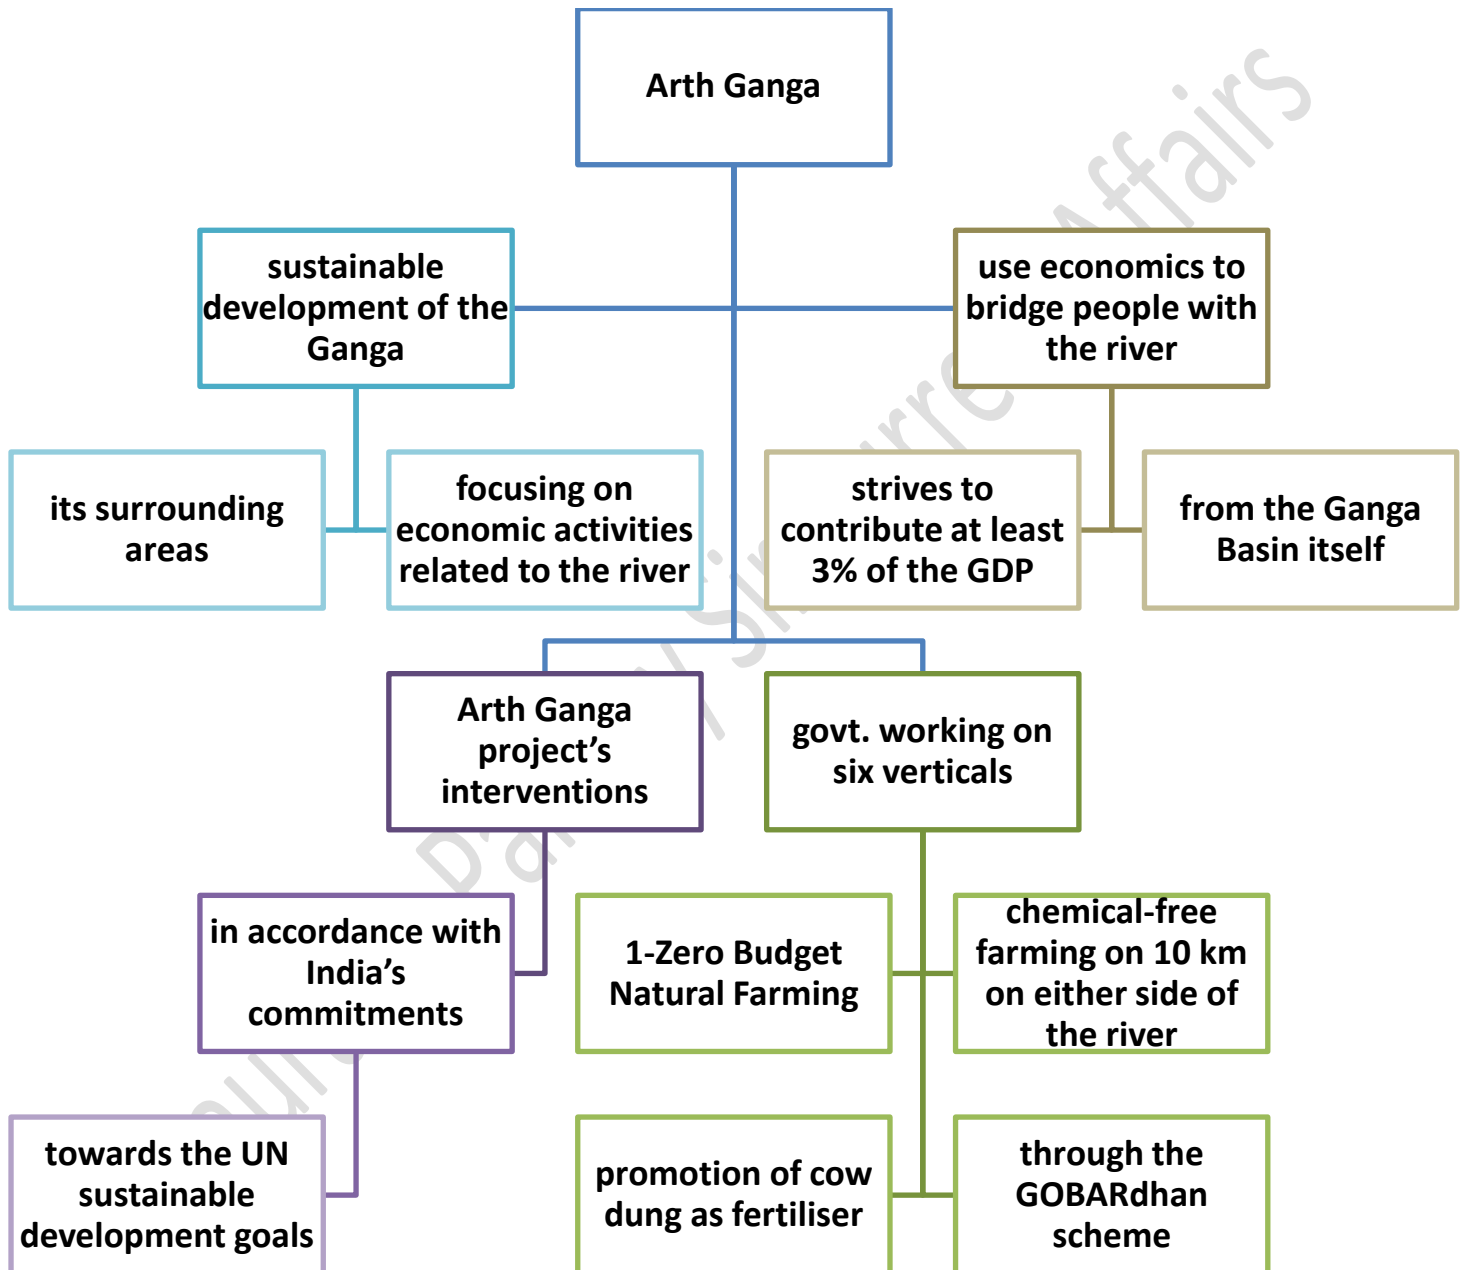 Arth Ganga
sustainable
development of the
Ganga
use economics to
bridge people with
the river
its surrounding
areas
focusing on
economic activities
related to the river
strives to
contribute at least
3% of the GDP
from the Ganga
Basin itself
Arth Ganga
project’s
interventions
govt. working on
six verticals
in accordance with
India’s
commitments
1-Zero Budget
Natural Farming
chemical-free
farming on 10 km
on either side of
the river
towards the UN
sustainable
development goals
promotion of cow
dung as fertiliser
through the
GOBARdhan
scheme
Affairs